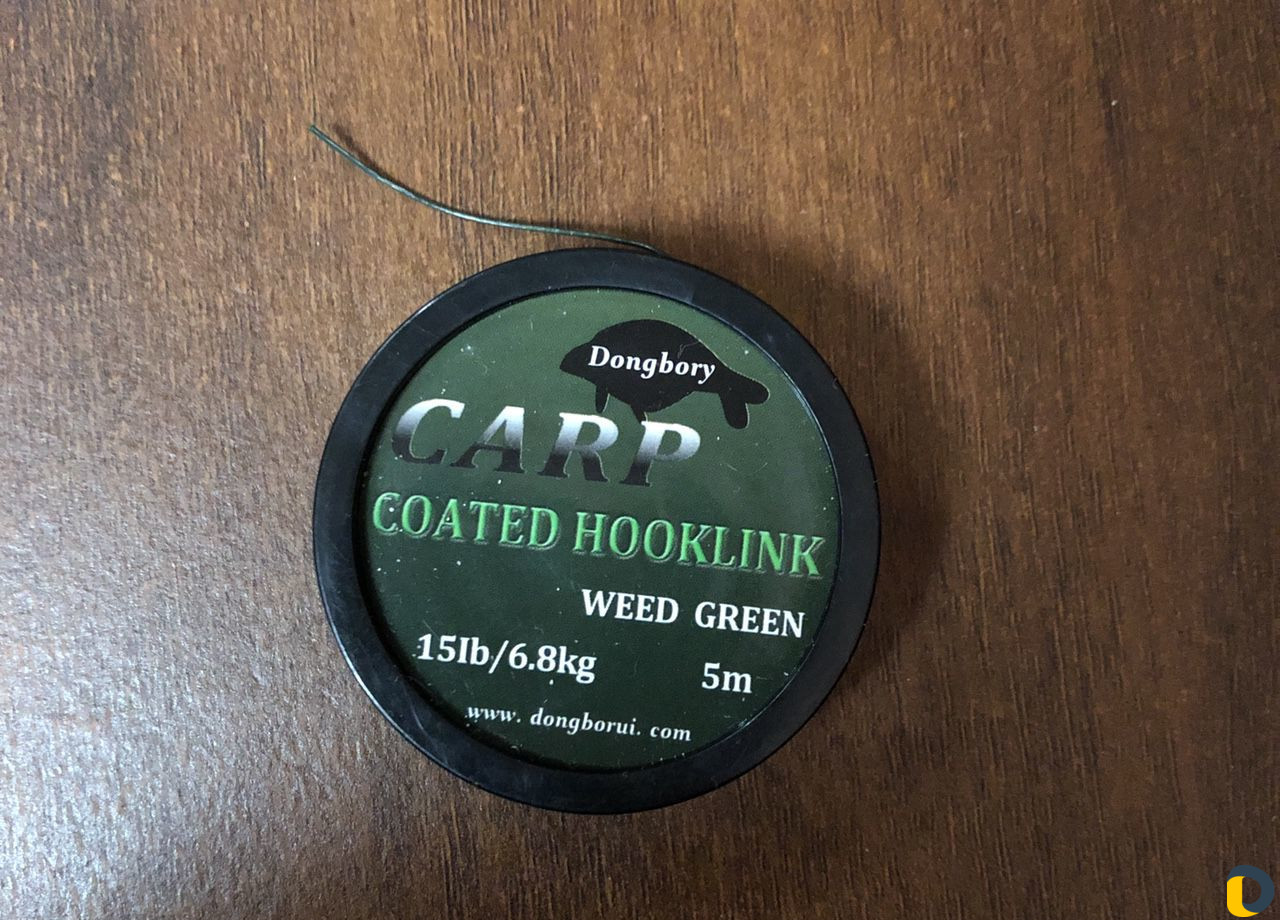 Dongbory
CARP
COATED HOOKLINK
WEED GREEN
15Ib/6.8kg 5m
www. dongborui. com